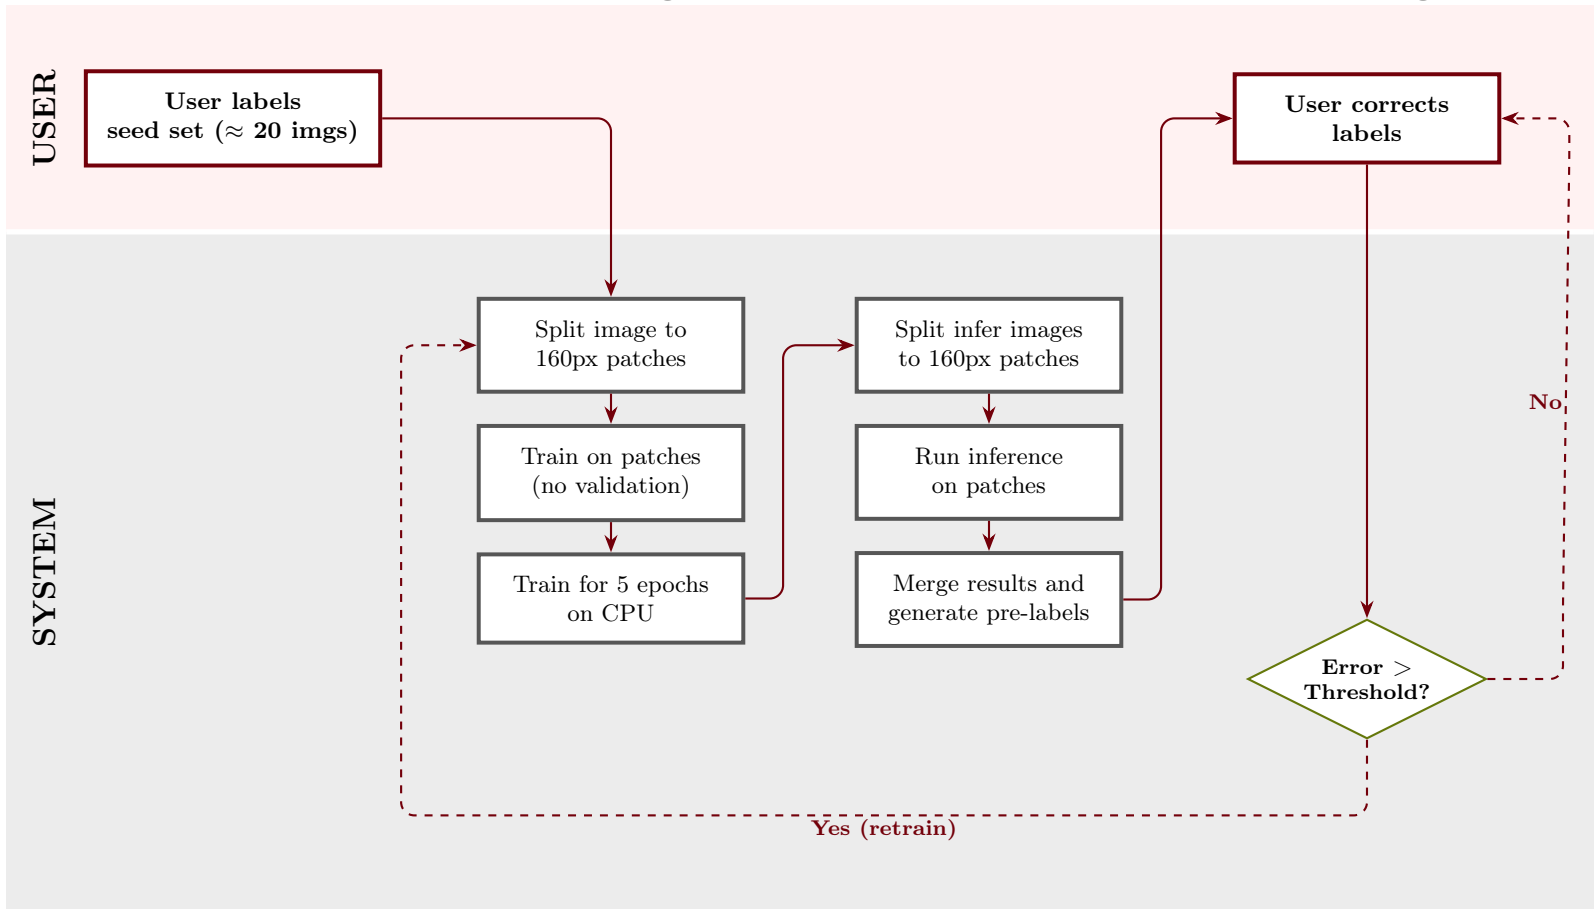 USER
User labels
seed set (≈ 20 imgs)
User corrects
labels
SYSTEM
Split image to
160px patches
Train on patches
(no validation)
Train for 5 epochs
on CPU
Split infer images
to 160px patches
Run inference
on patches
Merge results and
generate pre-labels
No
Error >
Threshold?
Yes (retrain)